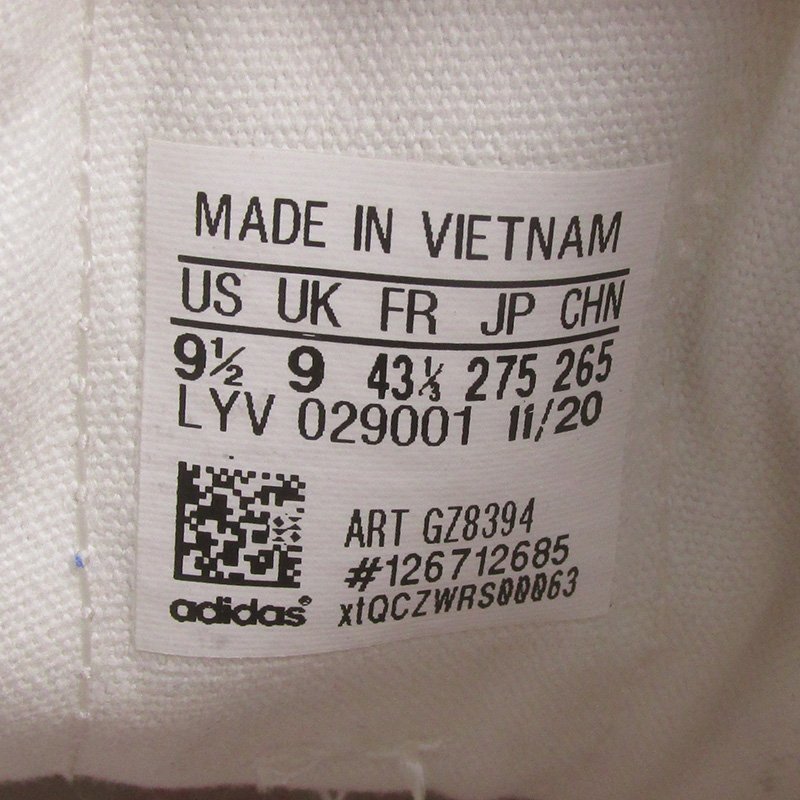 MADE IN VIETNAM
US UK FR JP CHN
9½ 9 43⅓ 275 265
LYV 029001 11/20
ART GZ8394
#126712685
adidas® xtQCZWRS00063